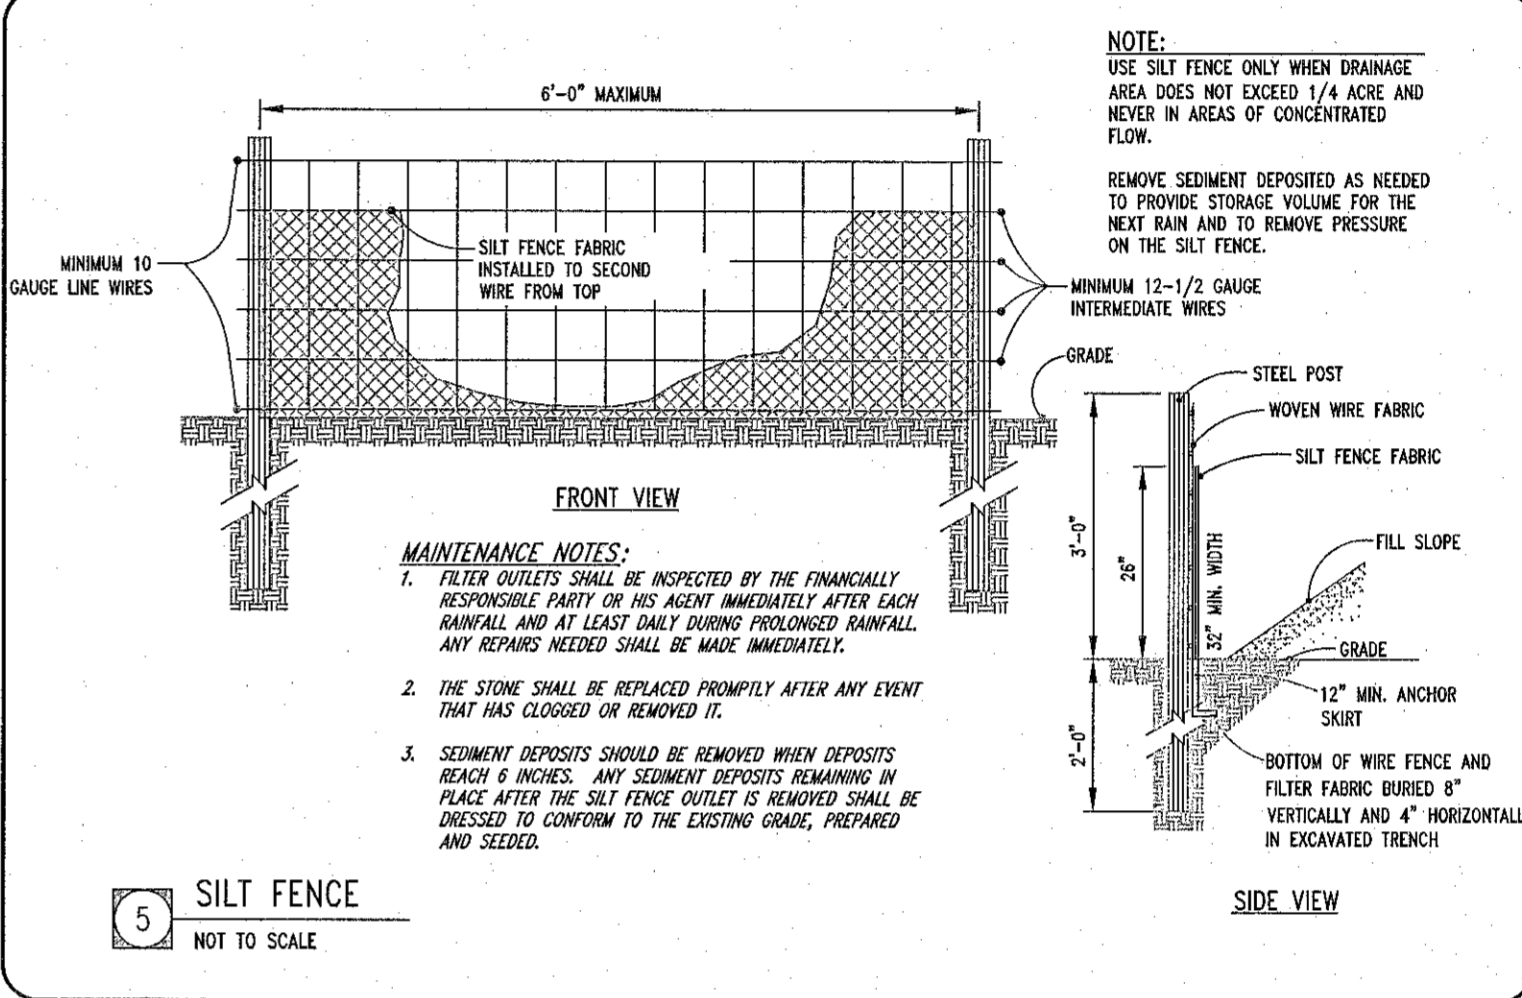 6'-0" MAXIMUM
MINIMUM 10
GAUGE LINE WIRES
SILT FENCE FABRIC
INSTALLED TO SECOND
WIRE FROM TOP
MINIMUM 12-1/2 GAUGE
INTERMEDIATE WIRES
GRADE
FRONT VIEW
NOTE:
USE SILT FENCE ONLY WHEN DRAINAGE
AREA DOES NOT EXCEED 1/4 ACRE AND
NEVER IN AREAS OF CONCENTRATED
FLOW.
REMOVE SEDIMENT DEPOSITED AS NEEDED
TO PROVIDE STORAGE VOLUME FOR THE
NEXT RAIN AND TO REMOVE PRESSURE
ON THE SILT FENCE.
MAINTENANCE NOTES:
1. FILTER OUTLETS SHALL BE INSPECTED BY THE FINANCIALLY
RESPONSIBLE PARTY OR HIS AGENT IMMEDIATELY AFTER EACH
RAINFALL AND AT LEAST DAILY DURING PROLONGED RAINFALL.
ANY REPAIRS NEEDED SHALL BE MADE IMMEDIATELY.
2. THE STONE SHALL BE REPLACED PROMPTLY AFTER ANY EVENT
THAT HAS CLOGGED OR REMOVED IT.
3. SEDIMENT DEPOSITS SHOULD BE REMOVED WHEN DEPOSITS
REACH 6 INCHES. ANY SEDIMENT DEPOSITS REMAINING IN
PLACE AFTER THE SILT FENCE OUTLET IS REMOVED SHALL BE
DRESSED TO CONFORM TO THE EXISTING GRADE, PREPARED
AND SEEDED.
STEEL POST
WOVEN WIRE FABRIC
SILT FENCE FABRIC
FILL SLOPE
GRADE
12" MIN. ANCHOR
SKIRT
BOTTOM OF WIRE FENCE AND
FILTER FABRIC BURIED 8"
VERTICALLY AND 4" HORIZONTALL
IN EXCAVATED TRENCH
3'-0"
26"
32" MIN. WIDTH
2'-0"
SIDE VIEW
5
SILT FENCE
NOT TO SCALE